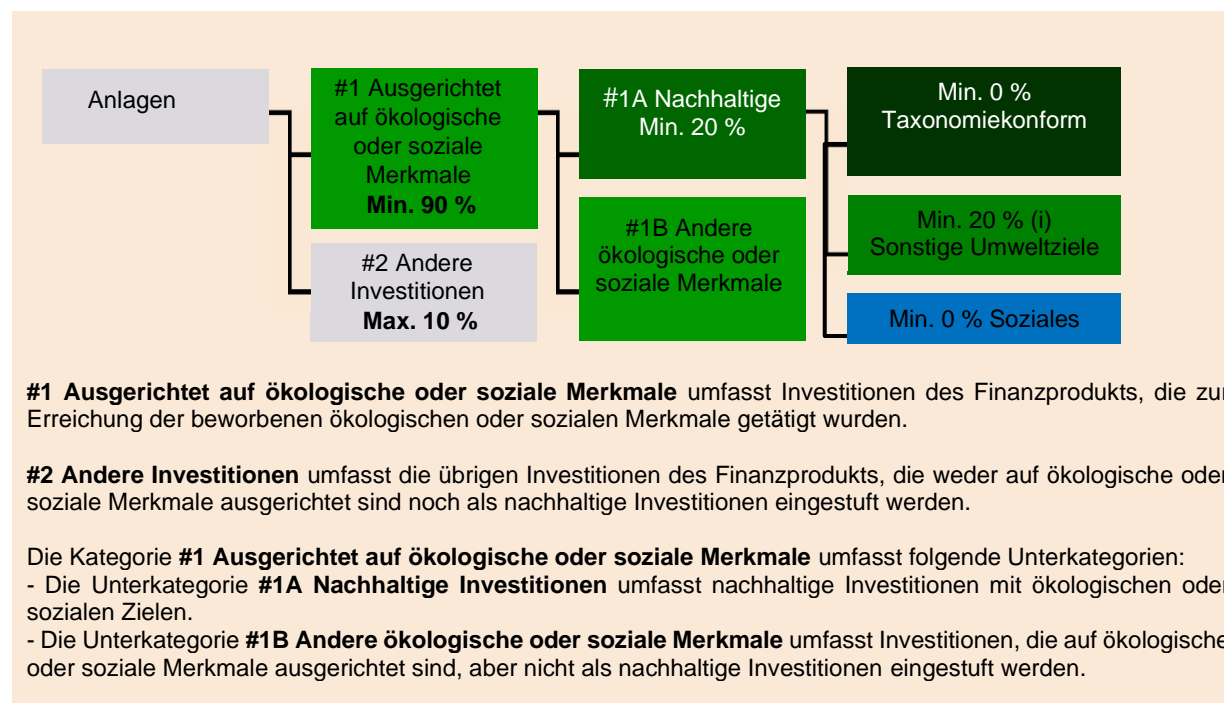 Anlagen
#1 Ausgerichtet
auf ökologische
oder soziale
Merkmale
Min. 90 %
#2 Andere
Investitionen
Max. 10 %
#1A Nachhaltige
Min. 20 %
#1B Andere
ökologische oder
soziale Merkmale
Min. 0 %
Taxonomiekonform
Min. 20 % (i)
Sonstige Umweltziele
Min. 0 % Soziales
#1 Ausgerichtet auf ökologische oder soziale Merkmale umfasst Investitionen des Finanzprodukts, die zur
Erreichung der beworbenen ökologischen oder sozialen Merkmale getätigt wurden.
#2 Andere Investitionen umfasst die übrigen Investitionen des Finanzprodukts, die weder auf ökologische oder
soziale Merkmale ausgerichtet sind noch als nachhaltige Investitionen eingestuft werden.
Die Kategorie #1 Ausgerichtet auf ökologische oder soziale Merkmale umfasst folgende Unterkategorien:
- Die Unterkategorie #1A Nachhaltige Investitionen umfasst nachhaltige Investitionen mit ökologischen oder
sozialen Zielen.
- Die Unterkategorie #1B Andere ökologische oder soziale Merkmale umfasst Investitionen, die auf ökologische
oder soziale Merkmale ausgerichtet sind, aber nicht als nachhaltige Investitionen eingestuft werden.